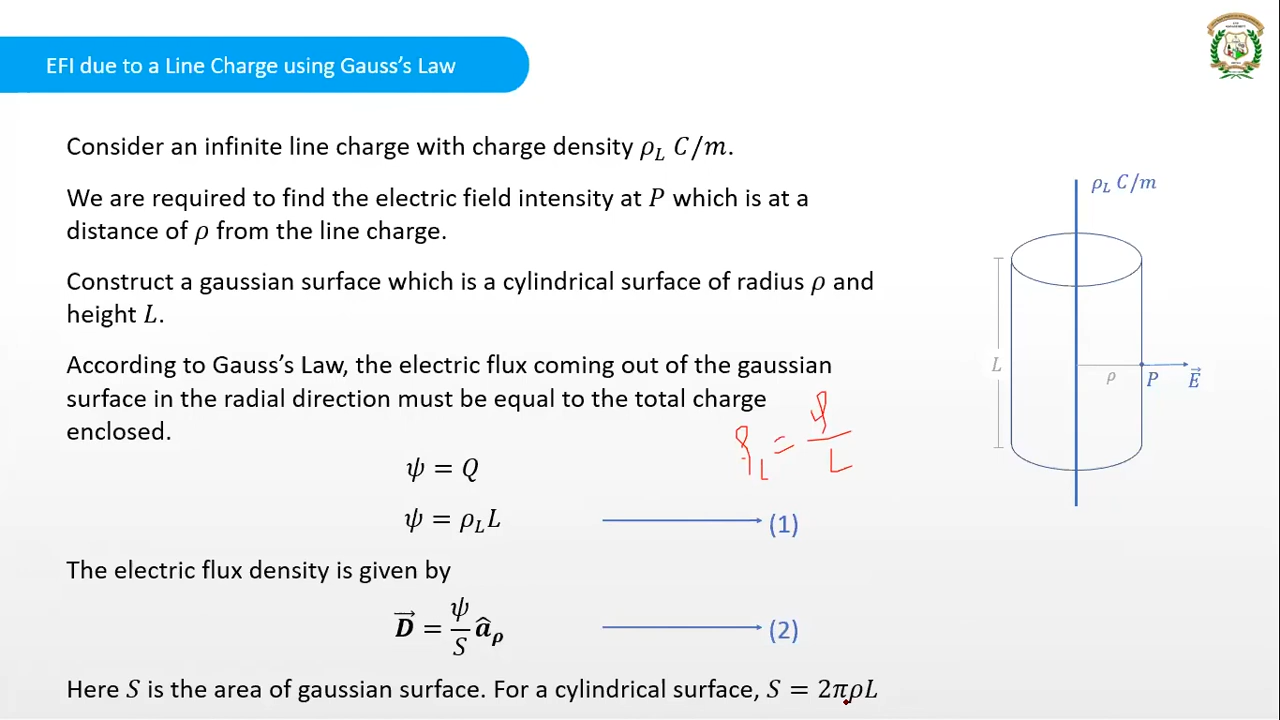 EFI due to a Line Charge using Gauss's Law
Consider an infinite line charge with charge density ρ_L C/m.
We are required to find the electric field intensity at P which is at a
distance of ρ from the line charge.
Construct a gaussian surface which is a cylindrical surface of radius ρ and
height L.
According to Gauss's Law, the electric flux coming out of the gaussian
surface in the radial direction must be equal to the total charge
enclosed.
ψ = Q
ψ = ρ_L L (1)
The electric flux density is given by
D⃗ = ψ/S â_ρ (2)
Here S is the area of gaussian surface. For a cylindrical surface, S = 2πρL
ρ_L C/m
L
ρ
P
E⃗